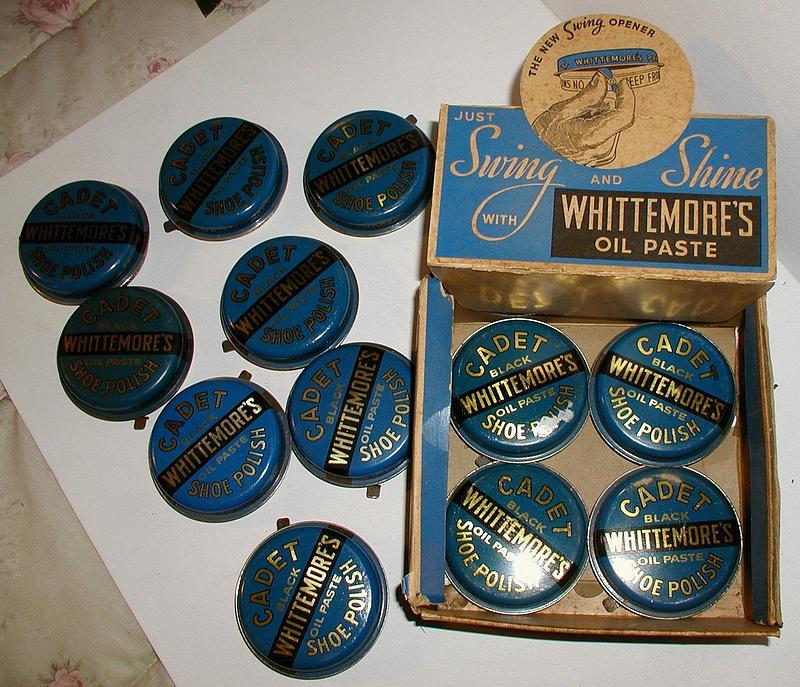 THE NEW Swing OPENER
WHITTEMORE'S
NS NO
EEP FRO
JUST
Swing AND Shine
WITH WHITTEMORE'S
OIL PASTE
CADET
BLACK
WHITTEMORE'S
OIL PASTE
SHOE POLISH
CADET
BLACK
WHITTEMORE'S
OIL PASTE
SHOE POLISH
CADET
BLACK
WHITTEMORE'S
OIL PASTE
SHOE POLISH
CADET
BLACK
WHITTEMORE'S
OIL PASTE
SHOE POLISH
CADET
BLACK
WHITTEMORE'S
OIL PASTE
SHOE POLISH
CADET
BLACK
WHITTEMORE'S
OIL PASTE
SHOE POLISH
CADET
BLACK
WHITTEMORE'S
OIL PASTE
SHOE POLISH
CADET
BLACK
WHITTEMORE'S
OIL PASTE
SHOE POLISH
CADET
BLACK
WHITTEMORE'S
OIL PASTE
SHOE POLISH
CADET
BLACK
WHITTEMORE'S
OIL PASTE
SHOE POLISH
CADET
BLACK
WHITTEMORE'S
OIL PASTE
SHOE POLISH
CADET
BLACK
WHITTEMORE'S
OIL PASTE
SHOE POLISH